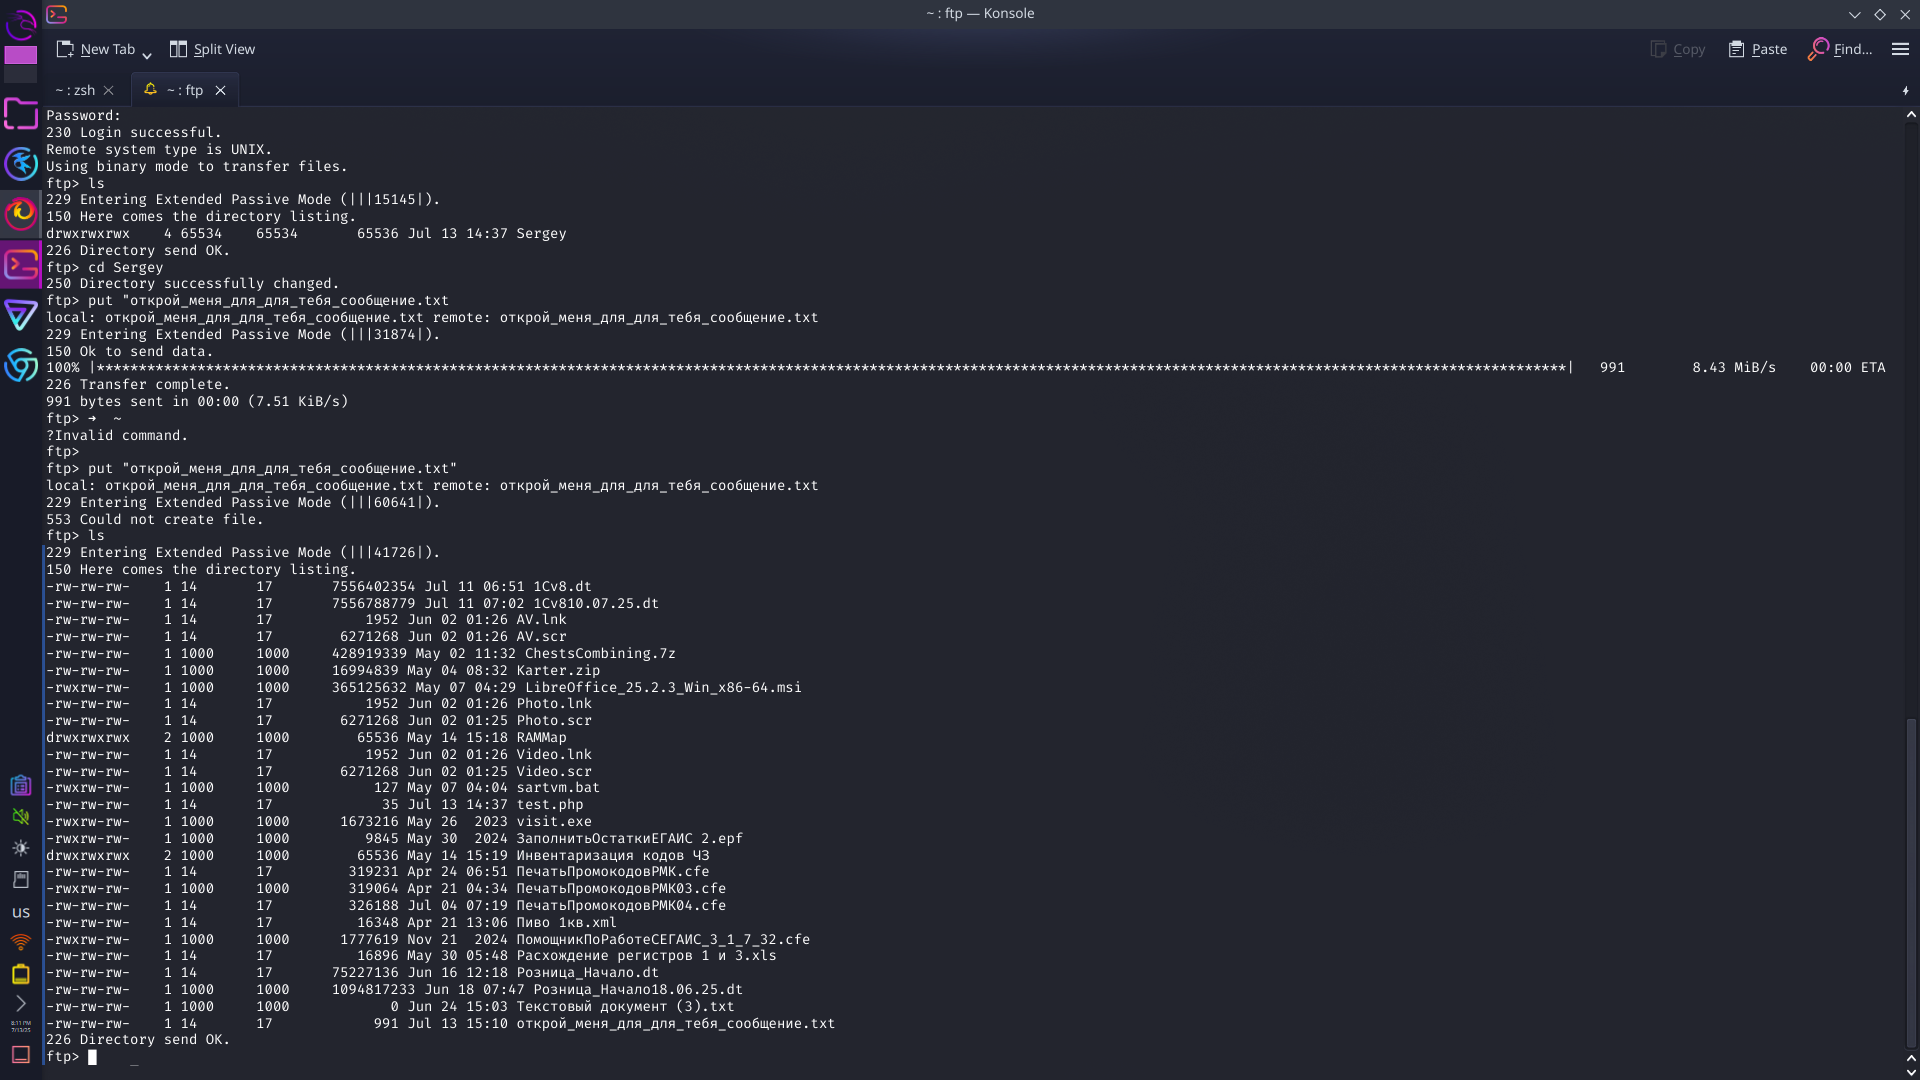 ~ : ftp — Konsole
New Tab
Split View
Copy
Paste
Find...
~ : zsh
~ : ftp
Password:
230 Login successful.
Remote system type is UNIX.
Using binary mode to transfer files.
ftp> ls
229 Entering Extended Passive Mode (|||15145|).
150 Here comes the directory listing.
drwxrwxrwx    4 65534    65534       65536 Jul 13 14:37 Sergey
226 Directory send OK.
ftp> cd Sergey
250 Directory successfully changed.
ftp> put "открой_меня_для_для_тебя_сообщение.txt
local: открой_меня_для_для_тебя_сообщение.txt remote: открой_меня_для_для_тебя_сообщение.txt
229 Entering Extended Passive Mode (|||31874|).
150 Ok to send data.
100% |*******************************************************************************************************************************************************************************| 991 8.43 MiB/s 00:00 ETA
226 Transfer complete.
991 bytes sent in 00:00 (7.51 KiB/s)
ftp> → ~
?Invalid command.
ftp>
ftp> put "открой_меня_для_для_тебя_сообщение.txt"
local: открой_меня_для_для_тебя_сообщение.txt remote: открой_меня_для_для_тебя_сообщение.txt
229 Entering Extended Passive Mode (|||60641|).
553 Could not create file.
ftp> ls
229 Entering Extended Passive Mode (|||41726|).
150 Here comes the directory listing.
-rw-rw-rw-    1 14       17       7556402354 Jul 11 06:51 1Cv8.dt
-rw-rw-rw-    1 14       17       7556788779 Jul 11 07:02 1Cv810.07.25.dt
-rw-rw-rw-    1 14       17           1952 Jun 02 01:26 AV.lnk
-rw-rw-rw-    1 14       17        6271268 Jun 02 01:26 AV.scr
-rw-rw-rw-    1 1000     1000     428919339 May 02 11:32 ChestsCombining.7z
-rw-rw-rw-    1 1000     1000     16994839 May 04 08:32 Karter.zip
-rwxrw-rw-    1 1000     1000     365125632 May 07 04:29 LibreOffice_25.2.3_Win_x86-64.msi
-rw-rw-rw-    1 14       17           1952 Jun 02 01:26 Photo.lnk
-rw-rw-rw-    1 14       17        6271268 Jun 02 01:25 Photo.scr
drwxrwxrwx    2 1000     1000        65536 May 14 15:18 RAMMap
-rw-rw-rw-    1 14       17           1952 Jun 02 01:26 Video.lnk
-rw-rw-rw-    1 14       17        6271268 Jun 02 01:25 Video.scr
-rwxrw-rw-    1 1000     1000          127 May 07 04:04 sartvm.bat
-rw-rw-rw-    1 14       17             35 Jul 13 14:37 test.php
-rwxrw-rw-    1 1000     1000      1673216 May 26  2023 visit.exe
-rwxrw-rw-    1 1000     1000         9845 May 30  2024 ЗаполнитьОстаткиЕГАИС 2.epf
drwxrwxrwx    2 1000     1000        65536 May 14 15:19 Инвентаризация кодов ЧЗ
-rw-rw-rw-    1 14       17         319231 Apr 24 06:51 ПечатьПромокодовРМК.cfe
-rwxrw-rw-    1 1000     1000       319064 Apr 21 04:34 ПечатьПромокодовРМК03.cfe
-rw-rw-rw-    1 14       17         326188 Jul 04 07:19 ПечатьПромокодовРМК04.cfe
-rw-rw-rw-    1 14       17          16348 Apr 21 13:06 Пиво 1кв.xml
-rwxrw-rw-    1 1000     1000      1777619 Nov 21  2024 ПомощникПоРаботеСЕГАИС_3_1_7_32.cfe
-rw-rw-rw-    1 14       17          16896 May 30 05:48 Расхождение регистров 1 и 3.xls
-rw-rw-rw-    1 14       17       75227136 Jun 16 12:18 Розница_Начало.dt
-rw-rw-rw-    1 1000     1000     1094817233 Jun 18 07:47 Розница_Начало18.06.25.dt
-rw-rw-rw-    1 1000     1000            0 Jun 24 15:03 Текстовый документ (3).txt
-rw-rw-rw-    1 14       17            991 Jul 13 15:10 открой_меня_для_для_тебя_сообщение.txt
226 Directory send OK.
ftp>
us
8:11 PM
7/13/25